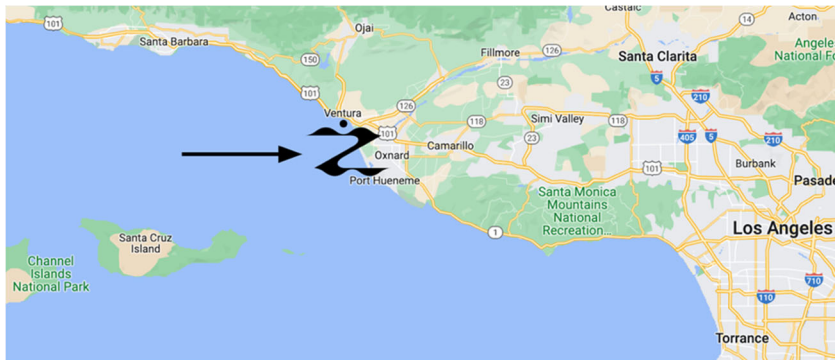 Castaic
101
Ojai
14
Acton
Santa Barbara
Fillmore
126
Santa Clarita
Angele
National Fo
150
5
23
101
210
126
Ventura
118
Simi Valley
118
101
405
5
210
23
Camarillo
Oxnard
Burbank
101
Port Hueneme
Pasade
Santa Monica
Mountains
National
Recreation...
1
Los Angeles
Santa Cruz
Island
Channel
Islands
National Park
110
710
Torrance